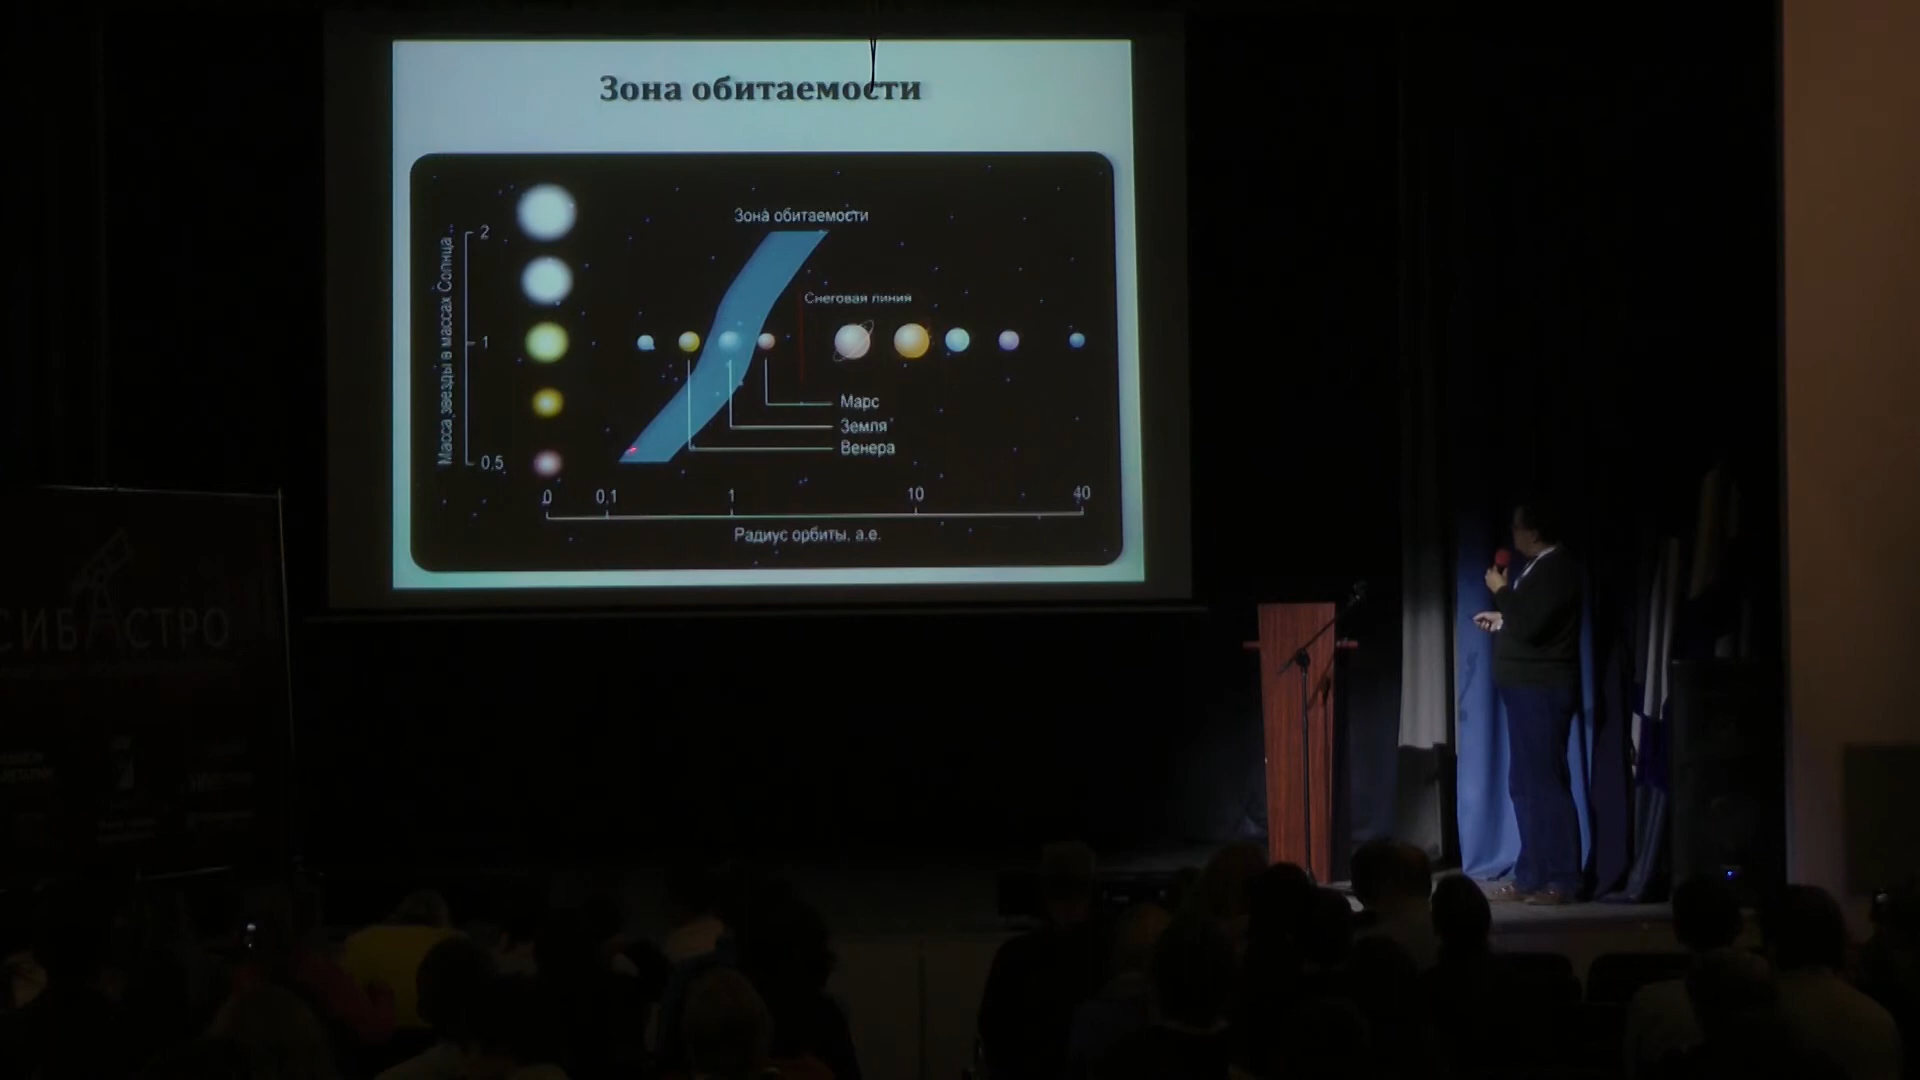 Зона обитаемости
Зона обитаемости
Снеговая линия
Масса звезды в массах Солнца
2
1
0,5
Марс
Земля
Венера
0 0,1 1 10 40
Радиус орбиты, а.е.
СИБАСТРО